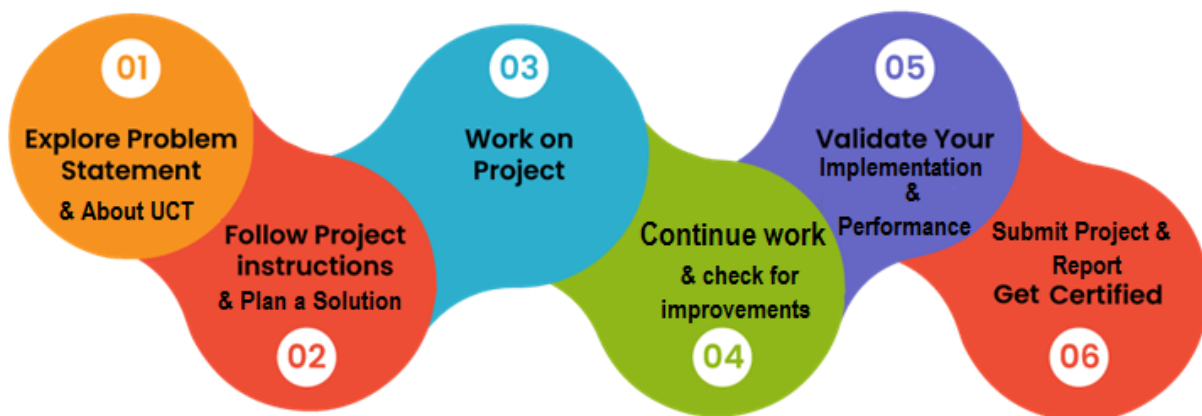 01
Explore Problem
Statement
& About UCT
Follow Project
instructions
& Plan a Solution
02
03
Work on
Project
Continue work
& check for
improvements
04
05
Validate Your
Implementation
&
Performance
Submit Project &
Report
Get Certified
06